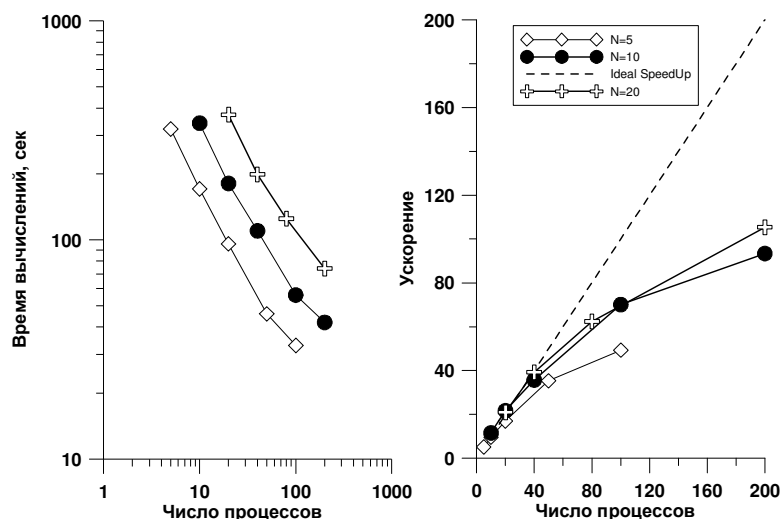 1000
100
10
1
10
100
1000
Время вычислений, сек
Число процессов
200
160
120
80
40
0
0
40
80
120
160
200
Ускорение
Число процессов
N=5
N=10
Ideal SpeedUp
N=20